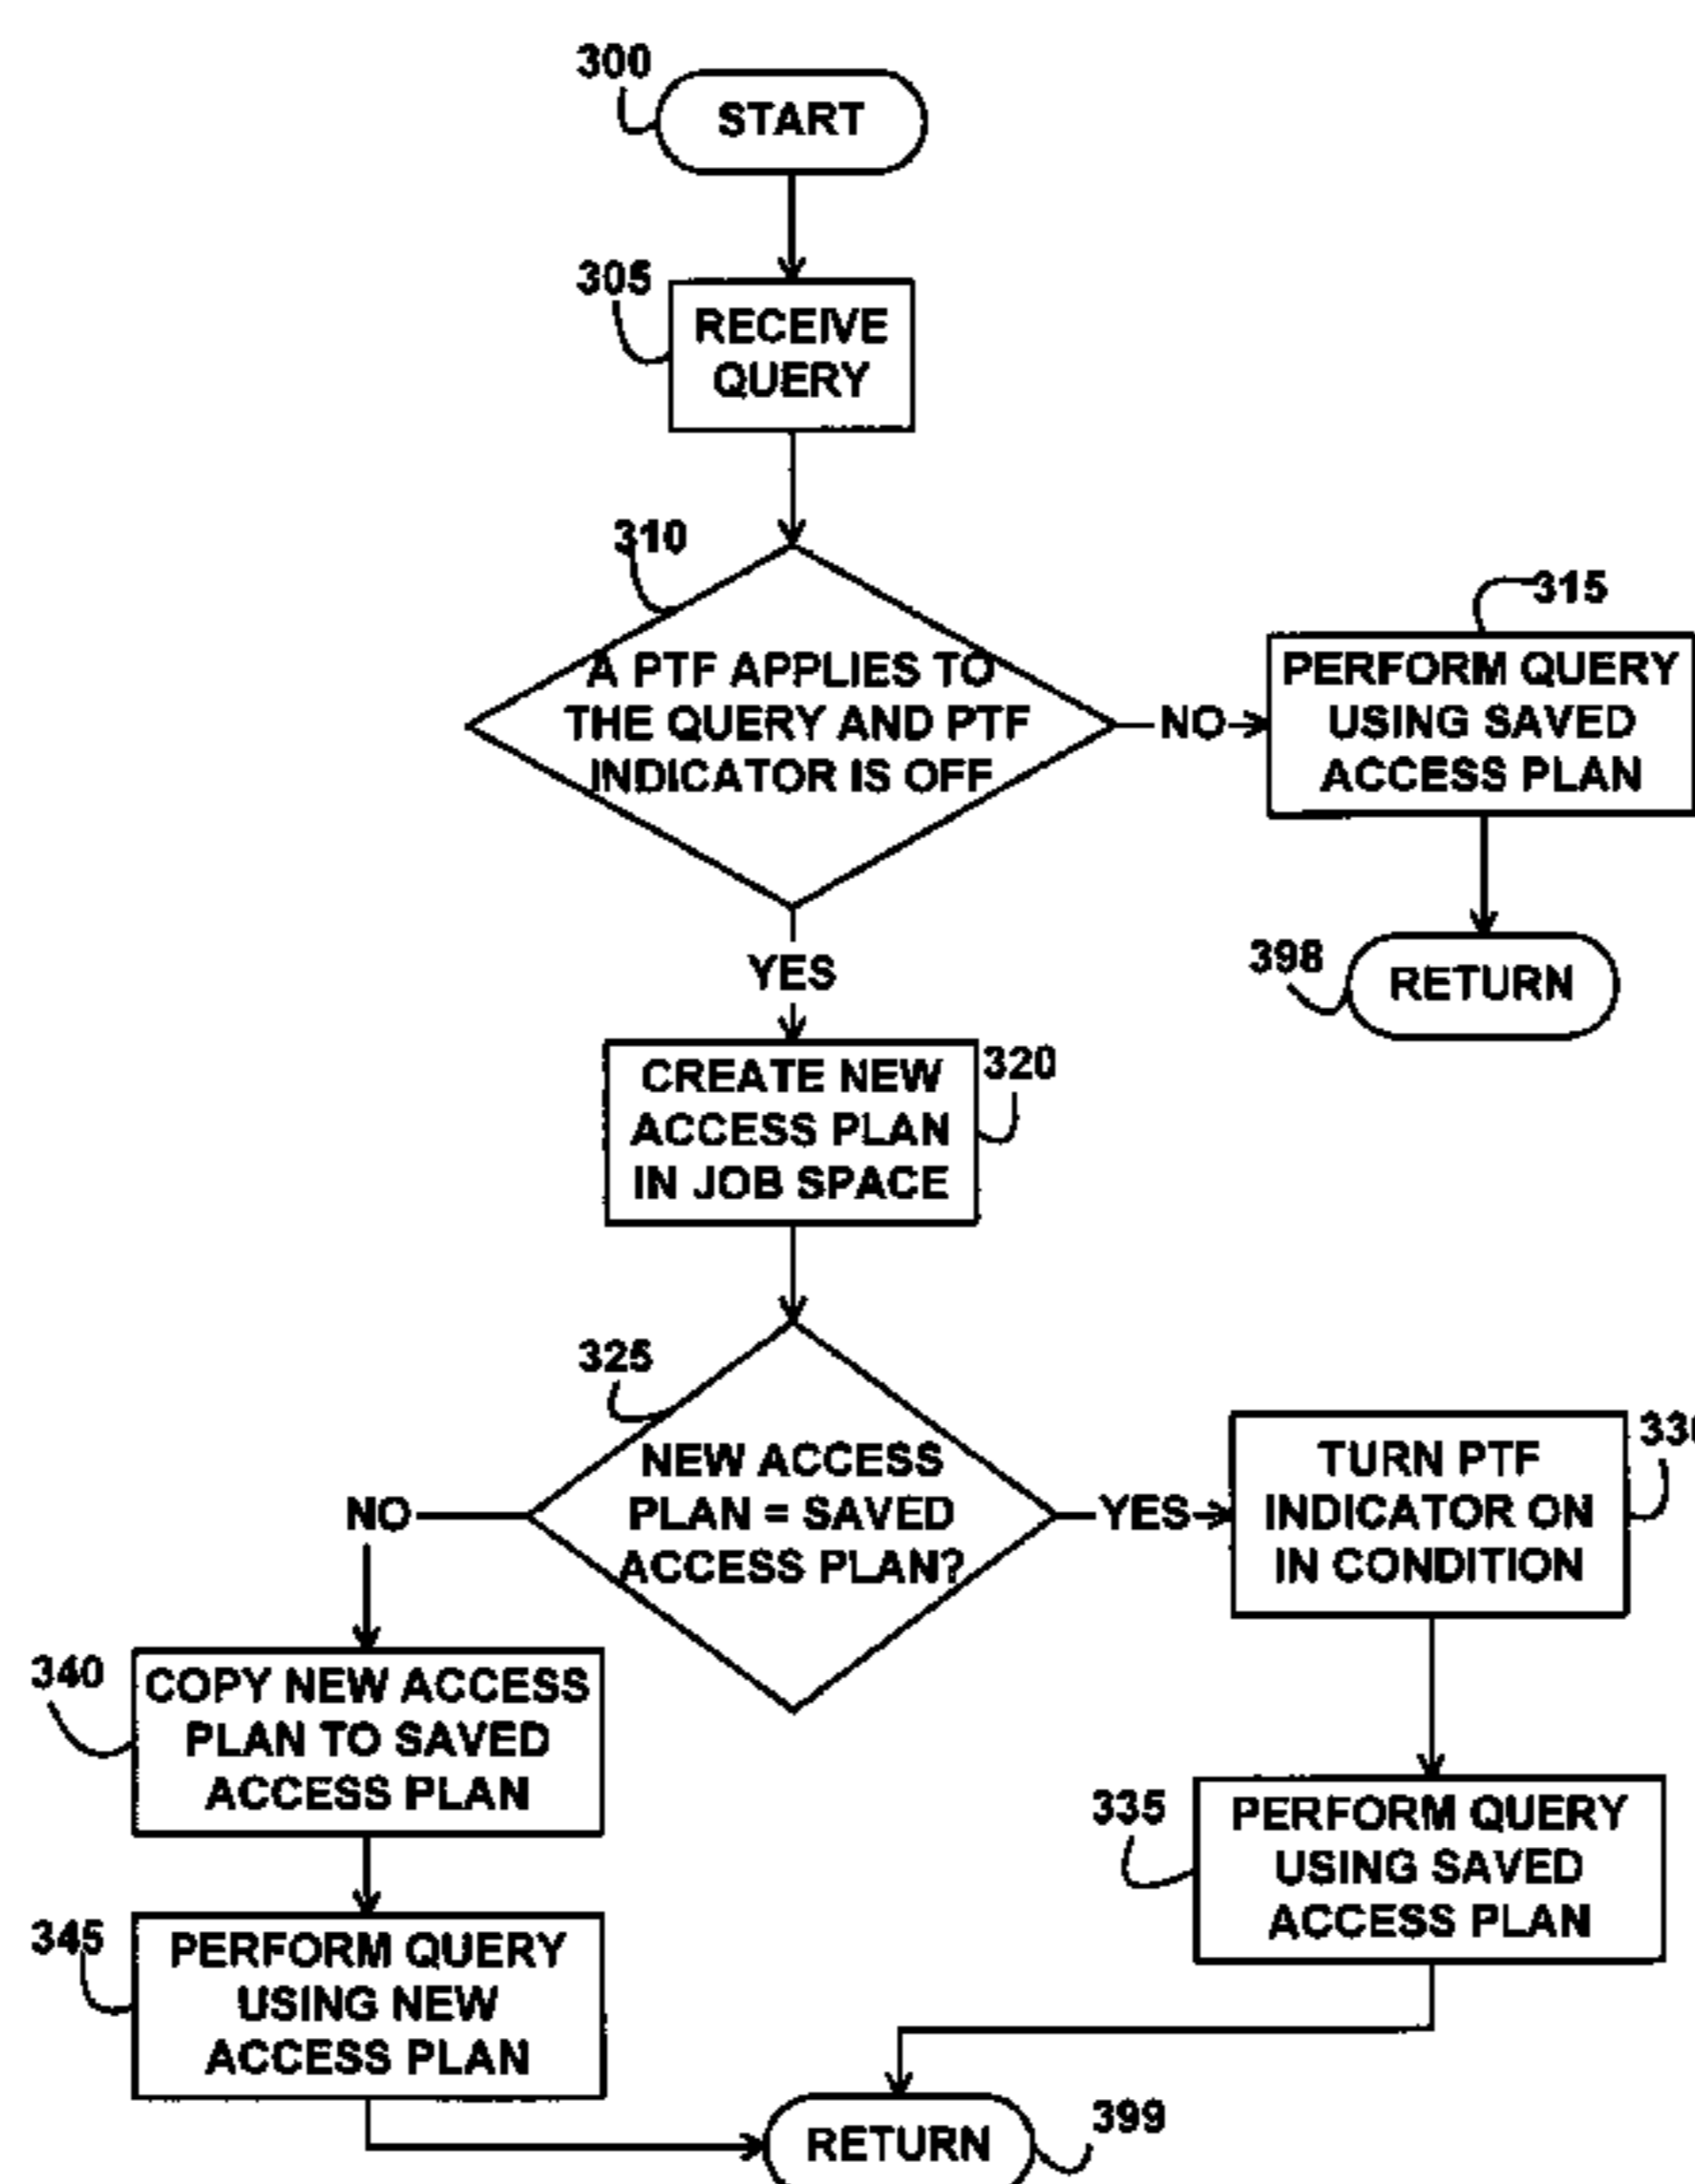 300
START
305
RECEIVE
QUERY
310
A PTF APPLIES TO
THE QUERY AND PTF
INDICATOR IS OFF
NO
315
PERFORM QUERY
USING SAVED
ACCESS PLAN
398
RETURN
YES
CREATE NEW
ACCESS PLAN
IN JOB SPACE
320
325
NEW ACCESS
PLAN = SAVED
ACCESS PLAN?
NO
YES
TURN PTF
INDICATOR ON
IN CONDITION
340
COPY NEW ACCESS
PLAN TO SAVED
ACCESS PLAN
335
PERFORM QUERY
USING SAVED
ACCESS PLAN
345
PERFORM QUERY
USING NEW
ACCESS PLAN
RETURN
399